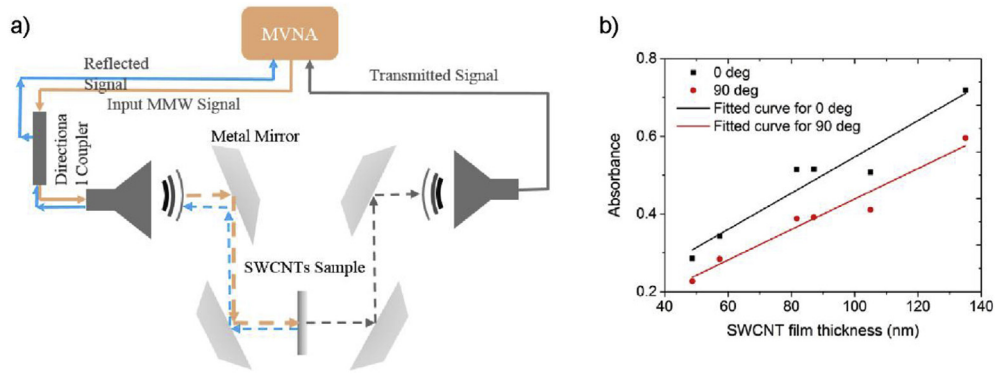 a)
MVNA
Reflected
Signal
Transmitted Signal
Input MMW Signal
Directiona
l Coupler
Metal Mirror
SWCNTs Sample
b)
0.8
0.6
0.4
0.2
Absorbance
0 deg
90 deg
Fitted curve for 0 deg
Fitted curve for 90 deg
60
80
100
120
140
SWCNT film thickness (nm)